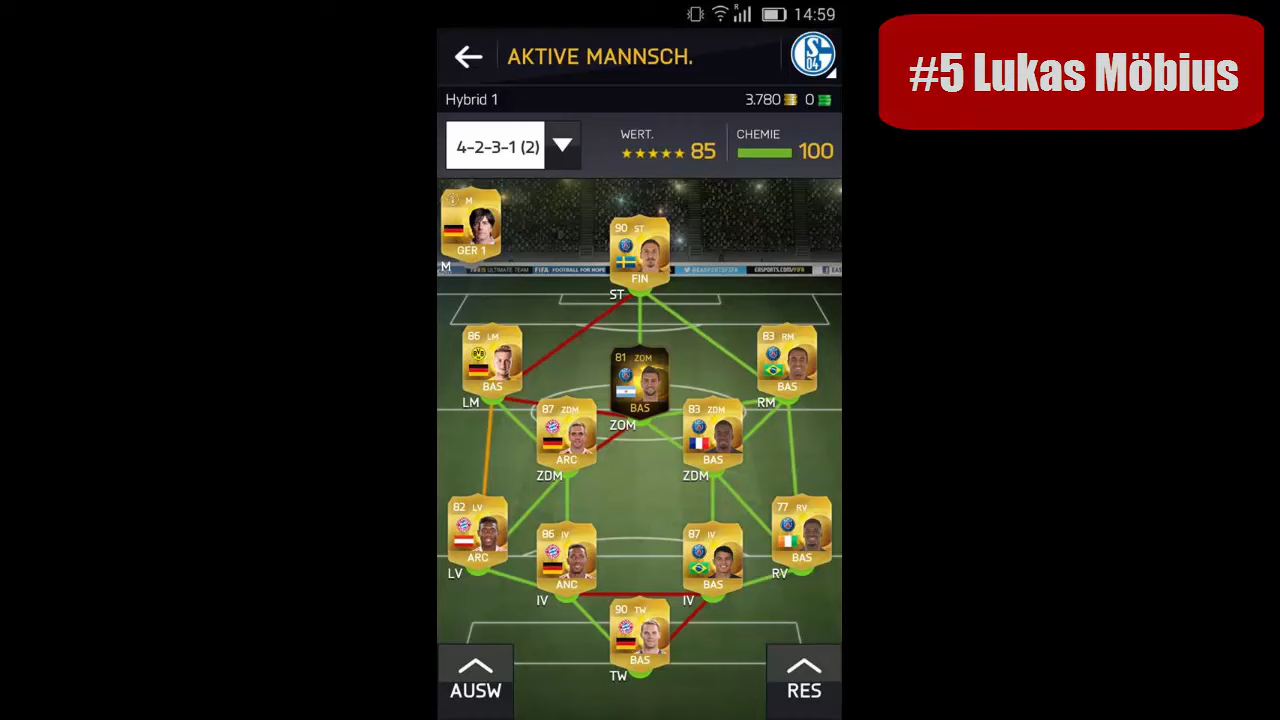 14:59
#5 Lukas Möbius
AKTIVE MANNSCH.
Hybrid 1
3.780 0
4-2-3-1 (2)
WERT.
85
CHEMIE
100
M
GER 1
M
90 ST
FIN
ST
86 LM
BAS
LM
81 ZOM
BAS
ZOM
83 RM
BAS
RM
87 ZDM
ARC
ZDM
83 ZDM
BAS
ZDM
82 LV
ARC
LV
86 IV
ANC
IV
87 IV
BAS
IV
77 RV
BAS
RV
90 TW
BAS
TW
AUSW
RES